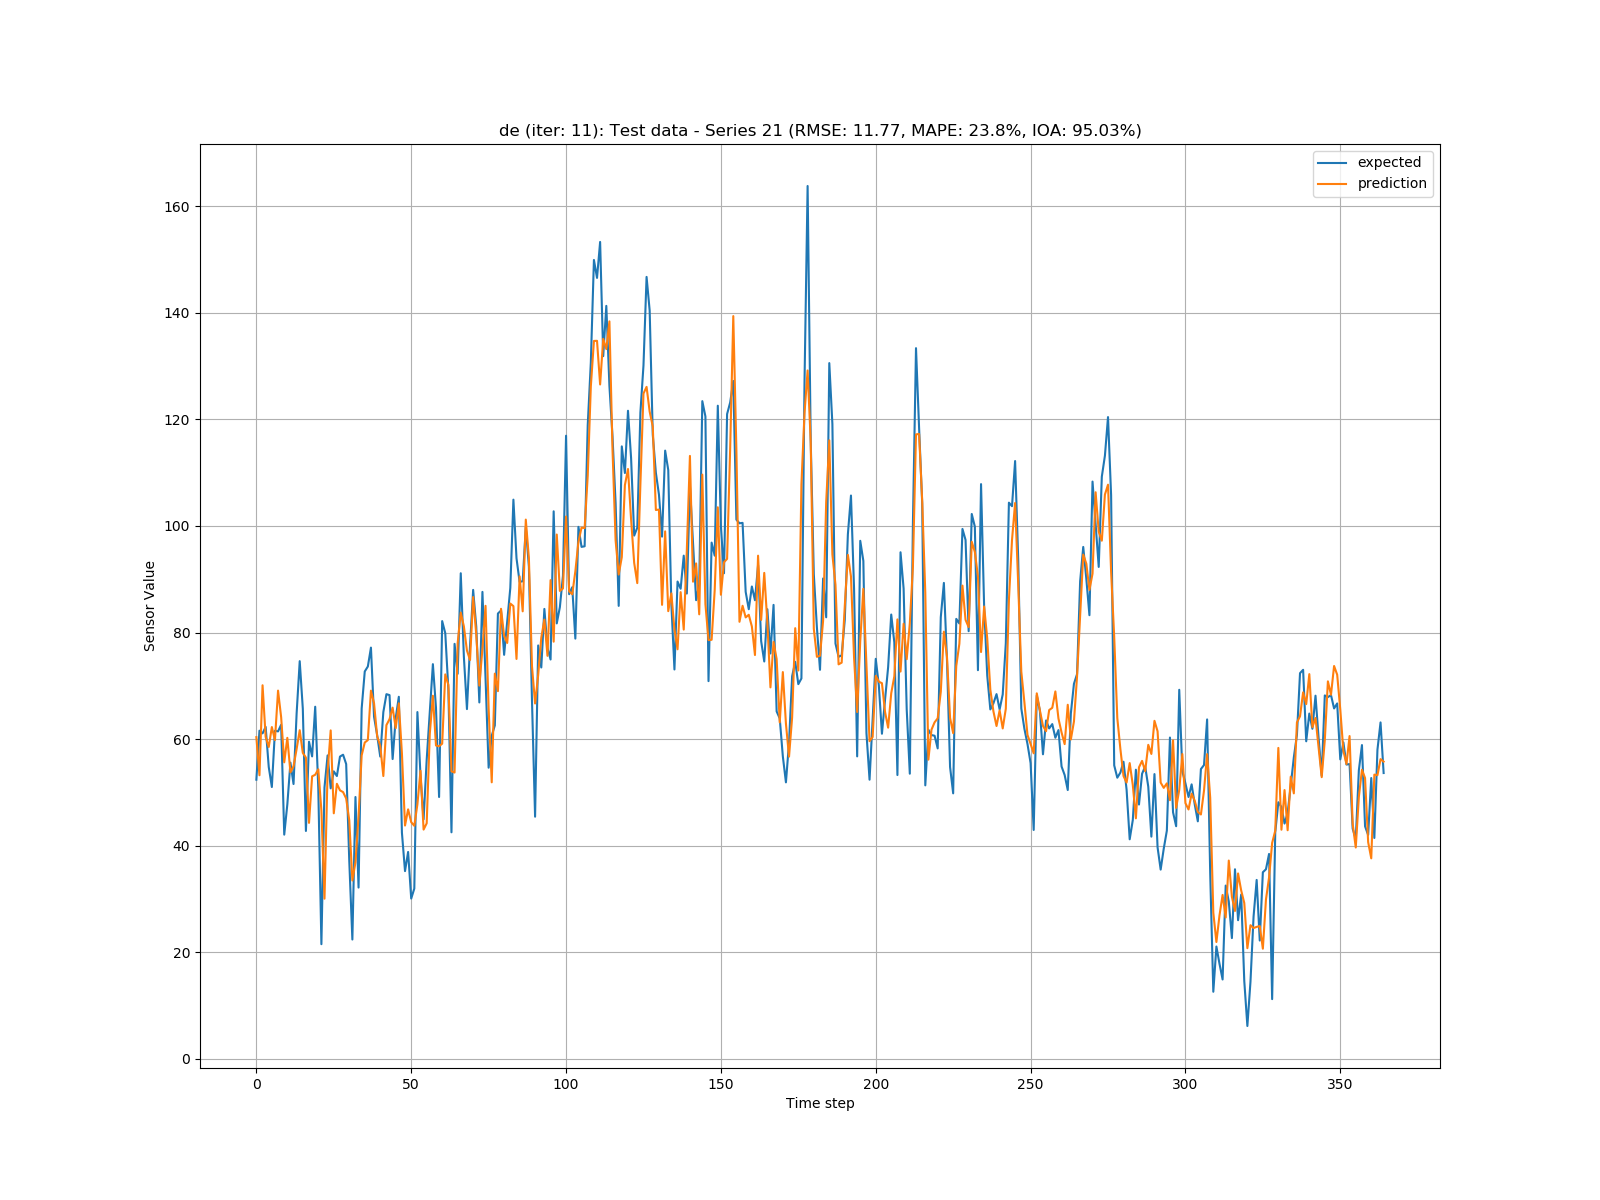 de (iter: 11): Test data - Series 21 (RMSE: 11.77, MAPE: 23.8%, IOA: 95.03%)
expected
prediction
160
140
120
100
80
60
40
20
0
Sensor Value
0 50 100 150 200 250 300 350
Time step